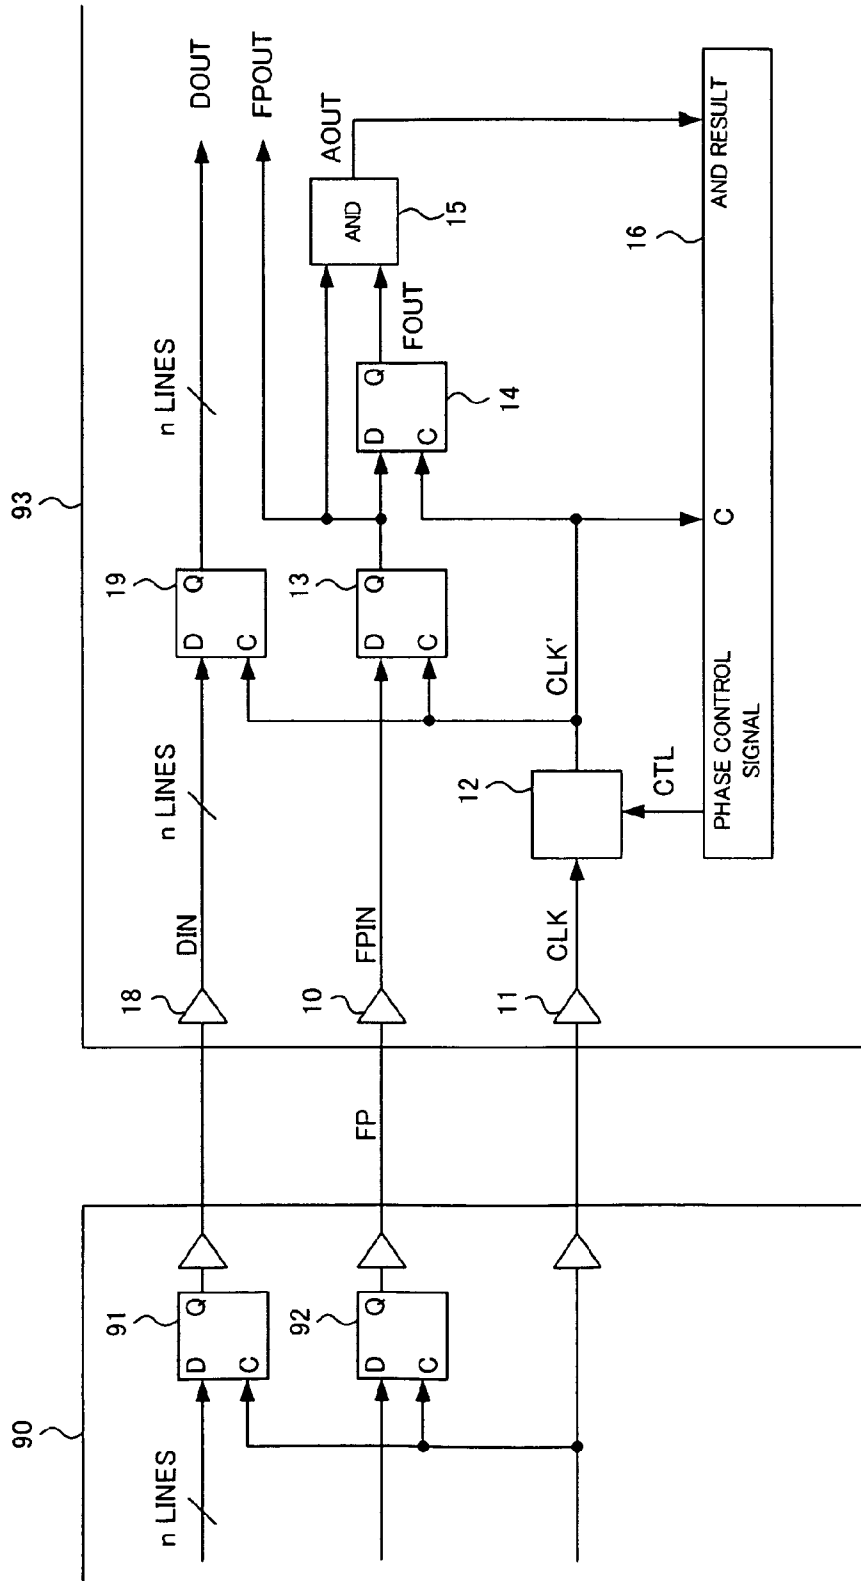 90
n LINES
91
D
Q
C
92
D
Q
C
FP
93
18
DIN
n LINES
19
D
Q
C
n LINES
DOUT
10
FPIN
13
D
Q
C
FPOUT
D
Q
C
14
FOUT
AND
15
AOUT
11
CLK
12
CLK'
CTL
16
PHASE CONTROL
SIGNAL
C
AND RESULT